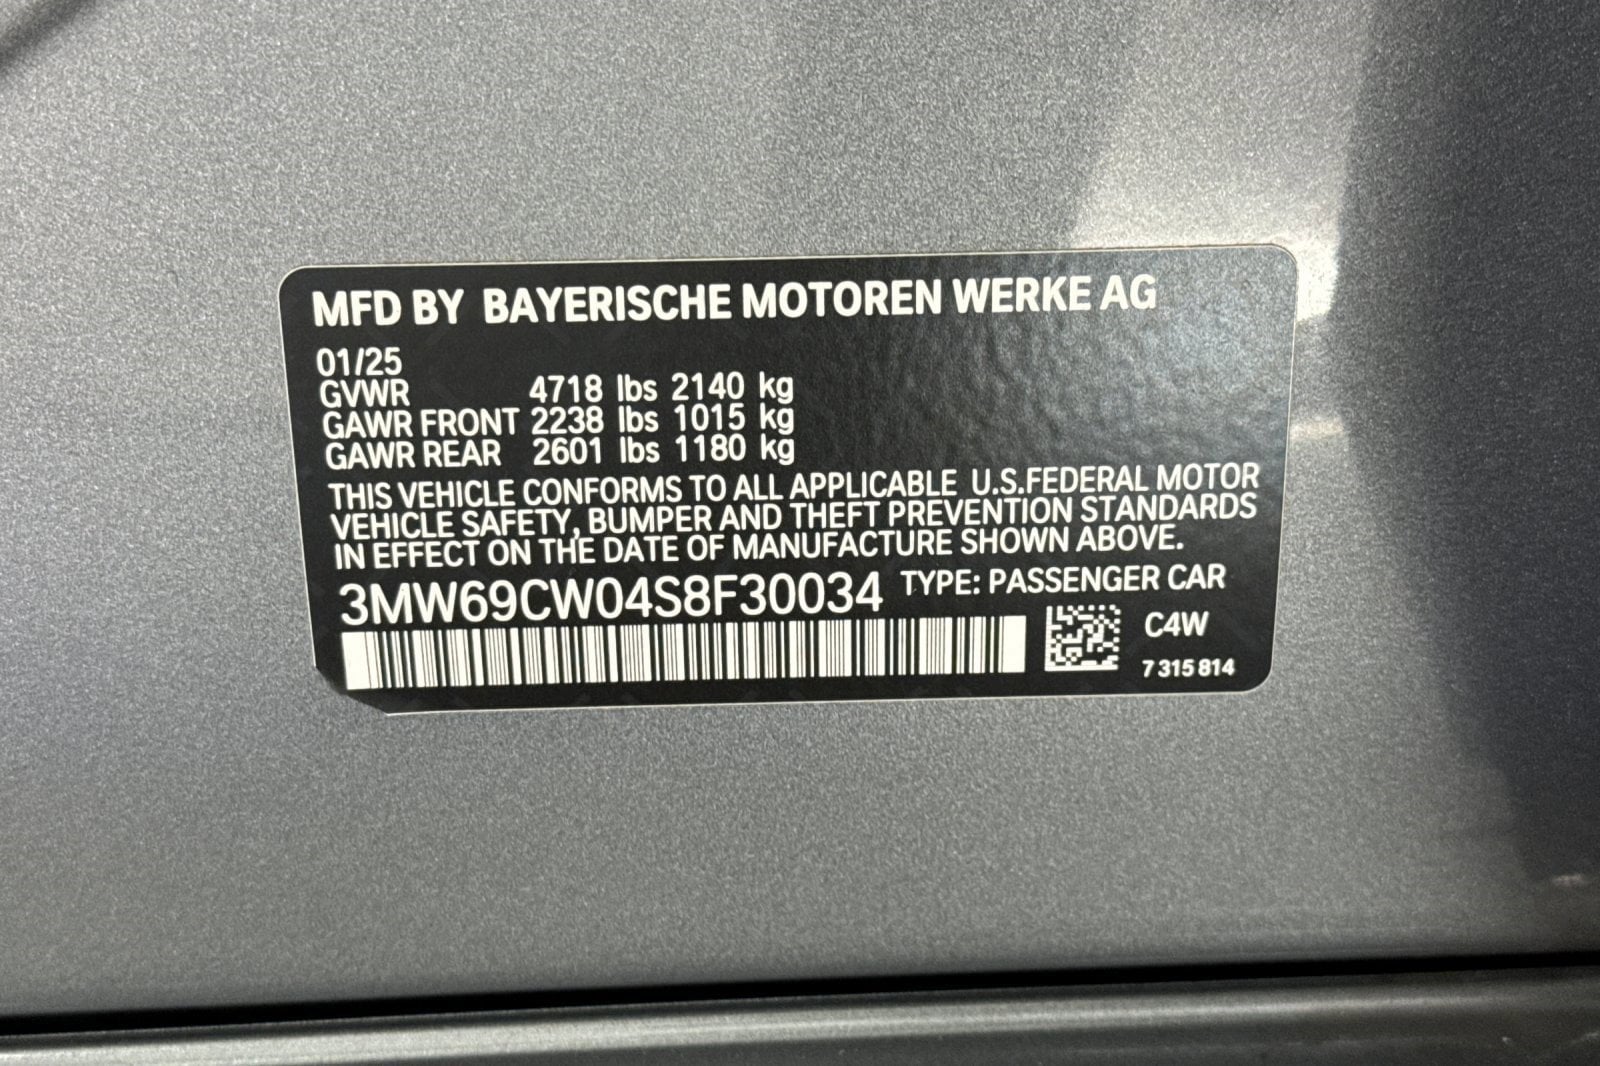 MFD BY BAYERISCHE MOTOREN WERKE AG
01/25
GVWR 4718 lbs 2140 kg
GAWR FRONT 2238 lbs 1015 kg
GAWR REAR 2601 lbs 1180 kg
THIS VEHICLE CONFORMS TO ALL APPLICABLE U.S.FEDERAL MOTOR
VEHICLE SAFETY, BUMPER AND THEFT PREVENTION STANDARDS
IN EFFECT ON THE DATE OF MANUFACTURE SHOWN ABOVE.
3MW69CW04S8F30034 TYPE: PASSENGER CAR
C4W
7 315 814